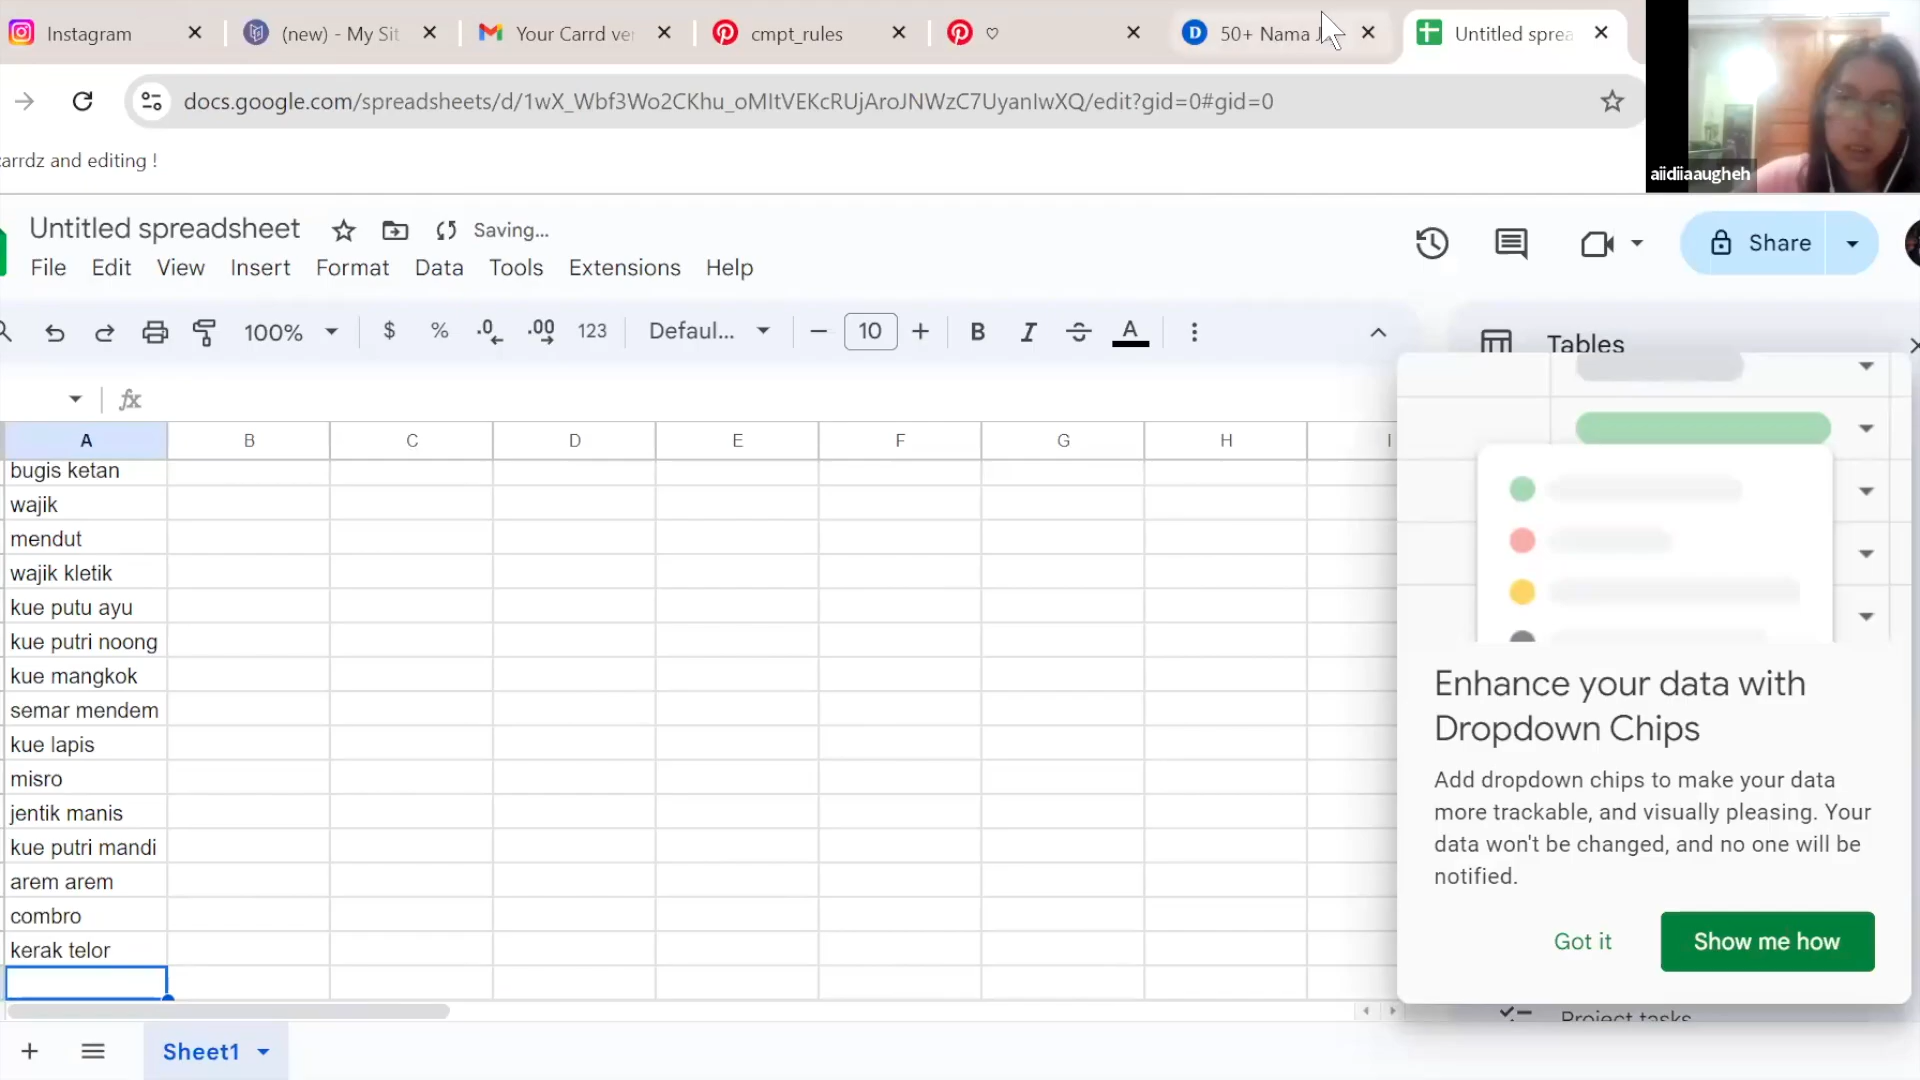 Instagram
(new) - My Sit
Your Carrd ve
cmpt_rules
♡
50+ Nama J
Untitled sprea
docs.google.com/spreadsheets/d/1wX_Wbf3Wo2CKhu_oMItVEKcRUjAroJNWzC7UyanIwXQ/edit?gid=0#gid=0
carrdz and editing !
aiidiiaaugheh
Untitled spreadsheet
Saving...
File Edit View Insert Format Data Tools Extensions Help
Share
100% $ % .0 .00 123 Defaul... 10 B I A
Tables
fx
A B C D E F G H I
bugis ketan
wajik
mendut
wajik kletik
kue putu ayu
kue putri noong
kue mangkok
semar mendem
kue lapis
misro
jentik manis
kue putri mandi
arem arem
combro
kerak telor
Enhance your data with
Dropdown Chips
Add dropdown chips to make your data
more trackable, and visually pleasing. Your
data won't be changed, and no one will be
notified.
Got it
Show me how
Project tasks
Sheet1